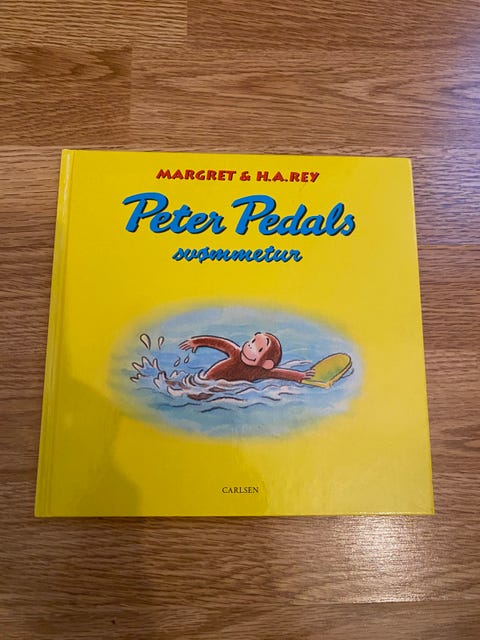 MARGRET & H.A.REY
Peter Pedals
svømmetur
CARLSEN